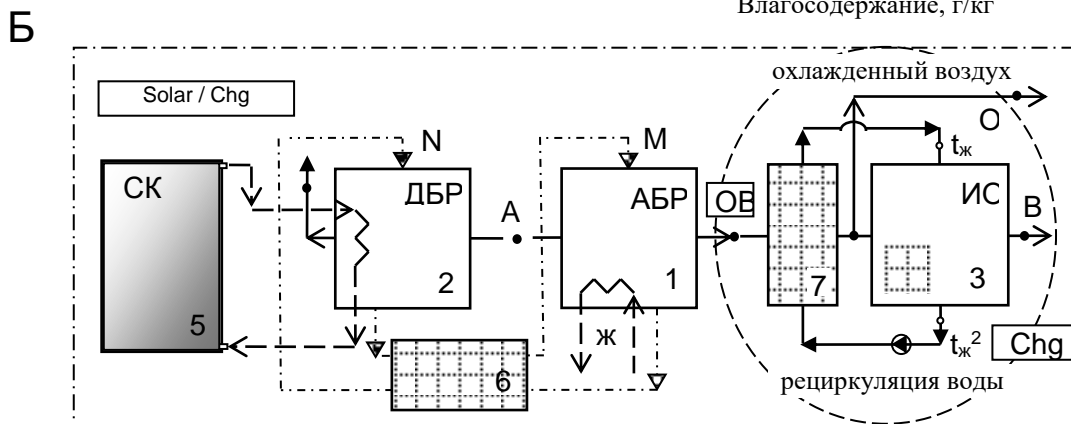 Влагосодержание, г/кг
Б
охлажденный воздух
Solar / Chg
О
N
M
tж
СК
ДБР
А
АБР
ОВ
ИС
В
2
1
7
3
5
ж
tж²
Chg
6
рециркуляция воды